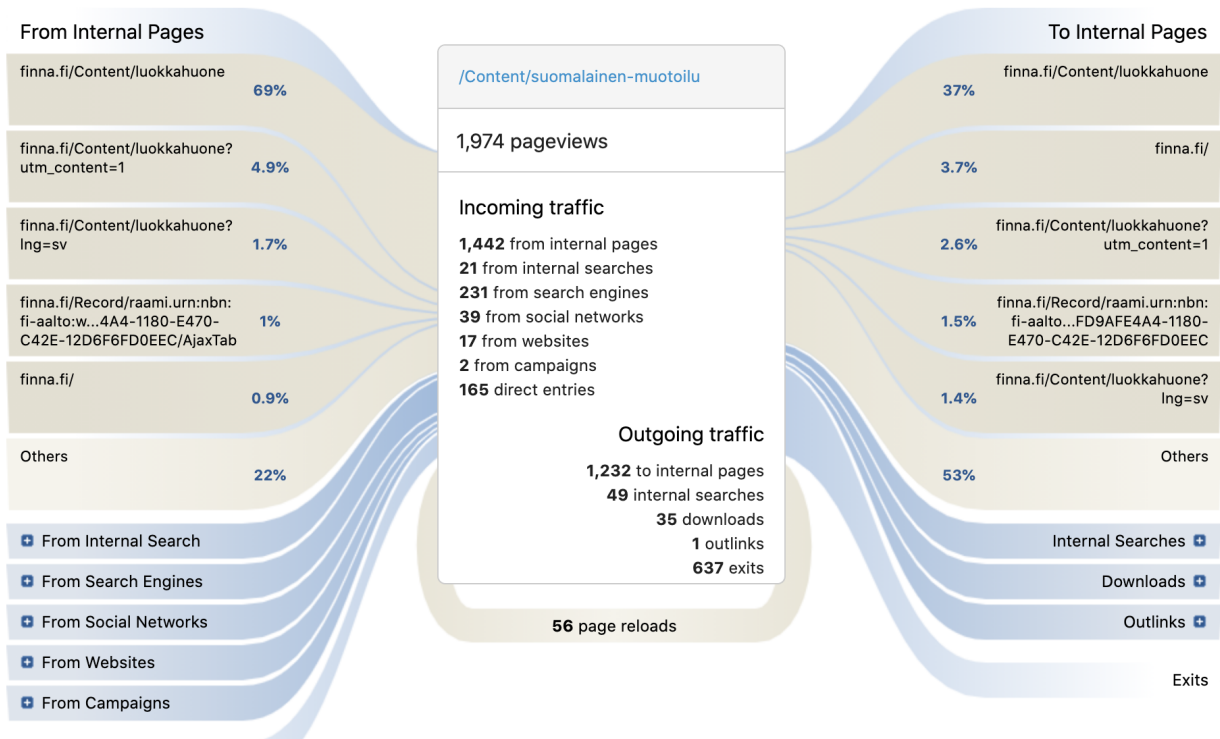 From Internal Pages
finna.fi/Content/luokkahuone
69%
finna.fi/Content/luokkahuone?
utm_content=1
4.9%
finna.fi/Content/luokkahuone?
lng=sv
1.7%
finna.fi/Record/raami.urn:nbn:
fi-aalto:w...4A4-1180-E470-
C42E-12D6F6FD0EEC/AjaxTab
1%
finna.fi/
0.9%
Others
22%
From Internal Search
From Search Engines
From Social Networks
From Websites
From Campaigns
/Content/suomalainen-muotoilu
1,974 pageviews
Incoming traffic
1,442 from internal pages
21 from internal searches
231 from search engines
39 from social networks
17 from websites
2 from campaigns
165 direct entries
Outgoing traffic
1,232 to internal pages
49 internal searches
35 downloads
1 outlinks
637 exits
56 page reloads
To Internal Pages
finna.fi/Content/luokkahuone
37%
finna.fi/
3.7%
finna.fi/Content/luokkahuone?
utm_content=1
2.6%
finna.fi/Record/raami.urn:nbn:
fi-aalto...FD9AFE4A4-1180-
E470-C42E-12D6F6FD0EEC
1.5%
finna.fi/Content/luokkahuone?
lng=sv
1.4%
Others
53%
Internal Searches
Downloads
Outlinks
Exits